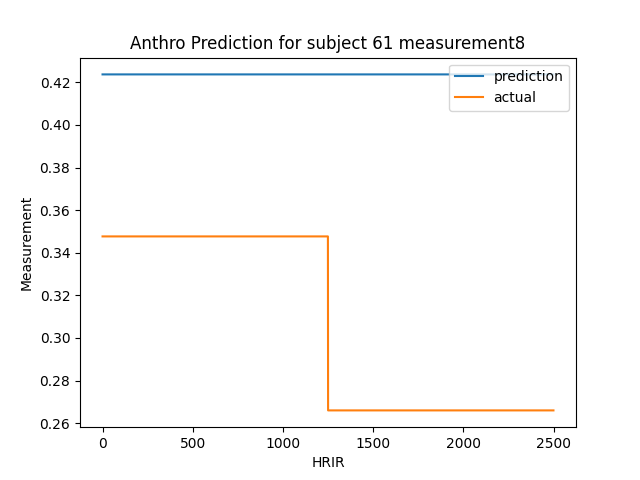 Anthro Prediction for subject 61 measurement8
prediction
actual
Measurement
0.42
0.40
0.38
0.36
0.34
0.32
0.30
0.28
0.26
0 500 1000 1500 2000 2500
HRIR